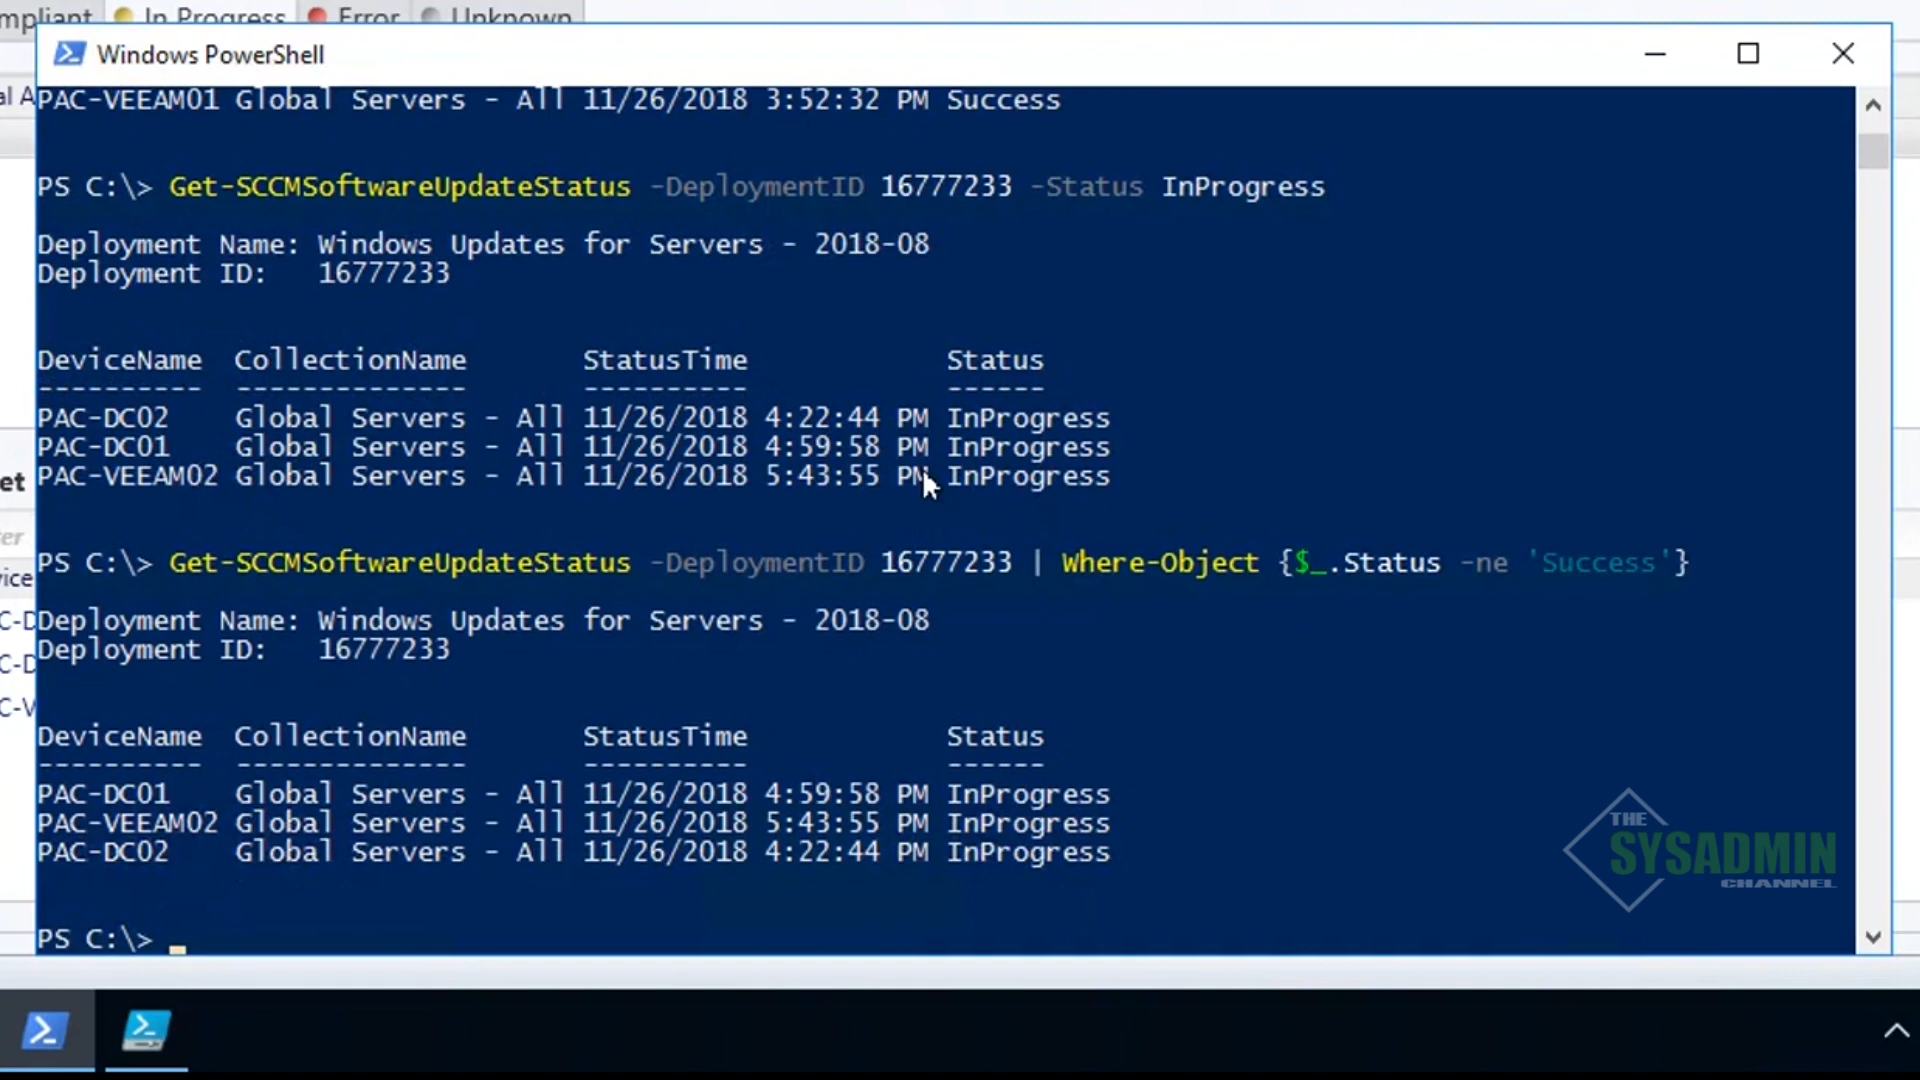 In Progress
Error
Unknown
Windows PowerShell
PAC-VEEAM01 Global Servers - All 11/26/2018 3:52:32 PM Success
PS C:\> Get-SCCMSoftwareUpdateStatus -DeploymentID 16777233 -Status InProgress
Deployment Name: Windows Updates for Servers - 2018-08
Deployment ID:   16777233
DeviceName  CollectionName       StatusTime            Status
----------  --------------       ----------            ------
PAC-DC02    Global Servers - All 11/26/2018 4:22:44 PM InProgress
PAC-DC01    Global Servers - All 11/26/2018 4:59:58 PM InProgress
PAC-VEEAM02 Global Servers - All 11/26/2018 5:43:55 PM InProgress
PS C:\> Get-SCCMSoftwareUpdateStatus -DeploymentID 16777233 | Where-Object {$_.Status -ne 'Success'}
Deployment Name: Windows Updates for Servers - 2018-08
Deployment ID:   16777233
DeviceName  CollectionName       StatusTime            Status
----------  --------------       ----------            ------
PAC-DC01    Global Servers - All 11/26/2018 4:59:58 PM InProgress
PAC-VEEAM02 Global Servers - All 11/26/2018 5:43:55 PM InProgress
PAC-DC02    Global Servers - All 11/26/2018 4:22:44 PM InProgress
PS C:\>
THE
SYSADMIN
CHANNEL